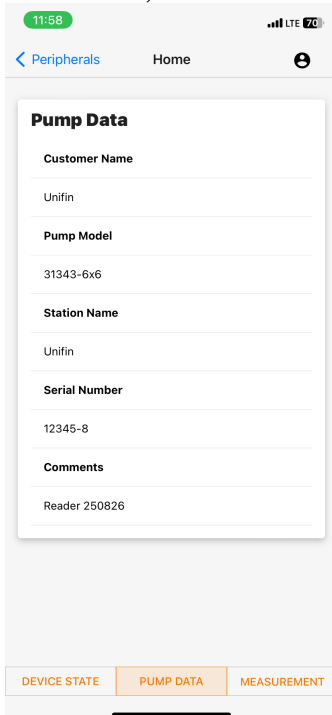 11:58
LTE 70
Peripherals
Home
Pump Data
Customer Name
Unifin
Pump Model
31343-6x6
Station Name
Unifin
Serial Number
12345-8
Comments
Reader 250826
DEVICE STATE
PUMP DATA
MEASUREMENT